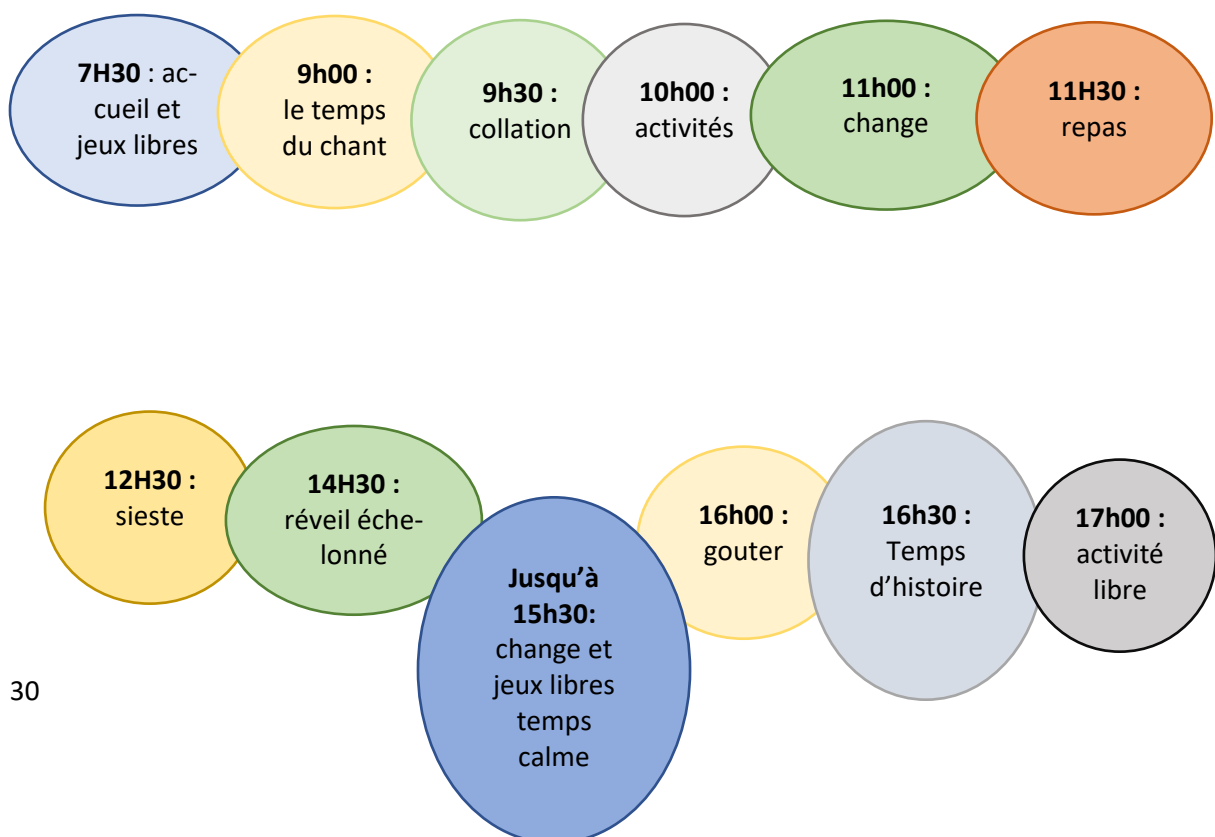 7H30 : ac-
cueil et
jeux libres
9h00 :
le temps
du chant
9h30 :
collation
10h00 :
activités
11h00 :
change
11H30 :
repas
12H30 :
sieste
14H30 :
réveil éche-
lonné
Jusqu’à
15h30:
change et
jeux libres
temps
calme
16h00 :
gouter
16h30 :
Temps
d’histoire
17h00 :
activité
libre
30